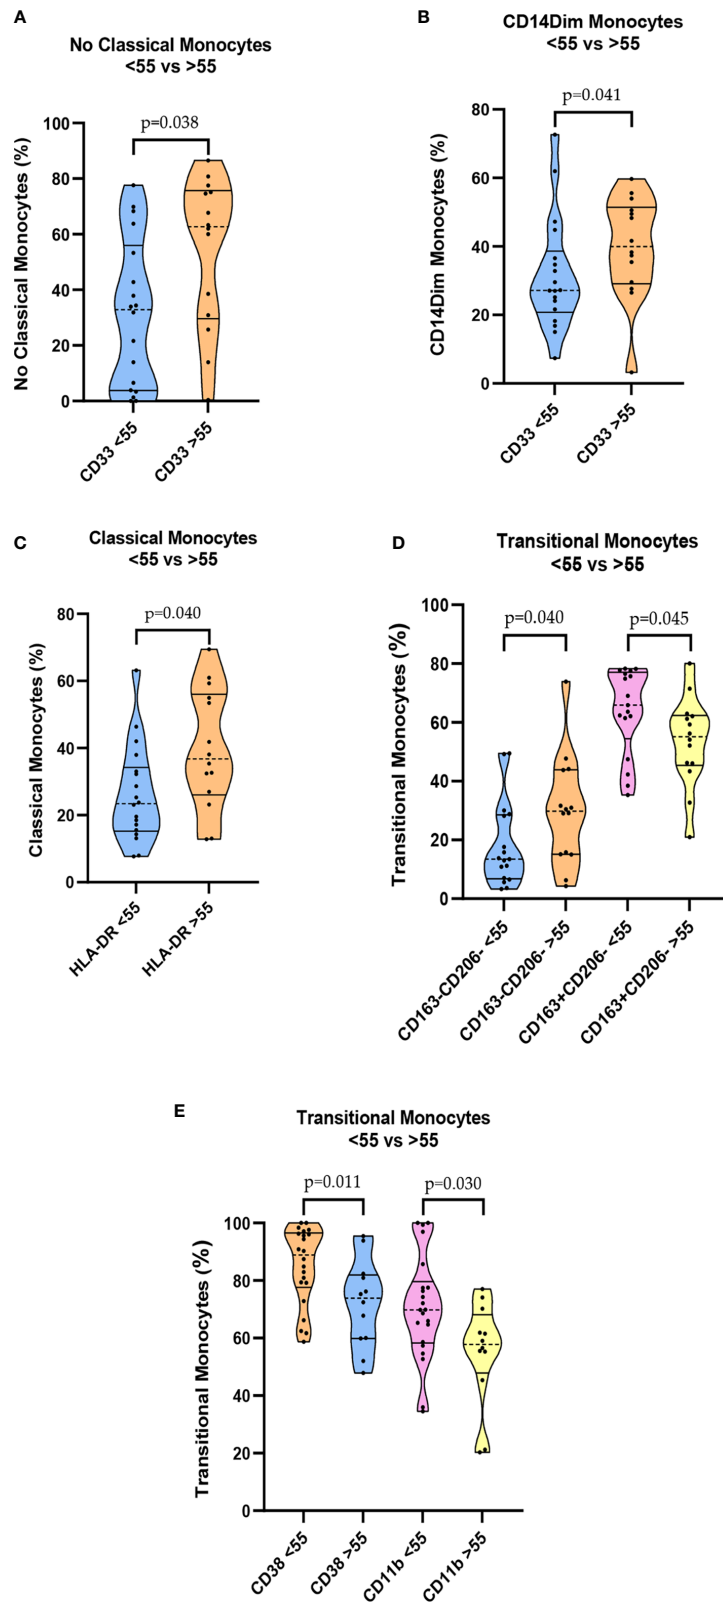 A
No Classical Monocytes
<55 vs >55
p=0.038
No Classical Monocytes (%)
100
80
60
40
20
0
CD33 <55
CD33 >55
B
CD14Dim Monocytes
<55 vs >55
p=0.041
CD14Dim Monocytes (%)
80
60
40
20
0
CD33 <55
CD33 >55
C
Classical Monocytes
<55 vs >55
p=0.040
Classical Monocytes (%)
80
60
40
20
0
HLA-DR <55
HLA-DR >55
D
Transitional Monocytes
<55 vs >55
p=0.040
p=0.045
Transitional Monocytes (%)
100
80
60
40
20
0
CD163-CD206- <55
CD163-CD206- >55
CD163+CD206- <55
CD163+CD206- >55
E
Transitional Monocytes
<55 vs >55
p=0.011
p=0.030
Transitional Monocytes (%)
100
80
60
40
20
0
CD38 <55
CD38 >55
CD11b <55
CD11b >55